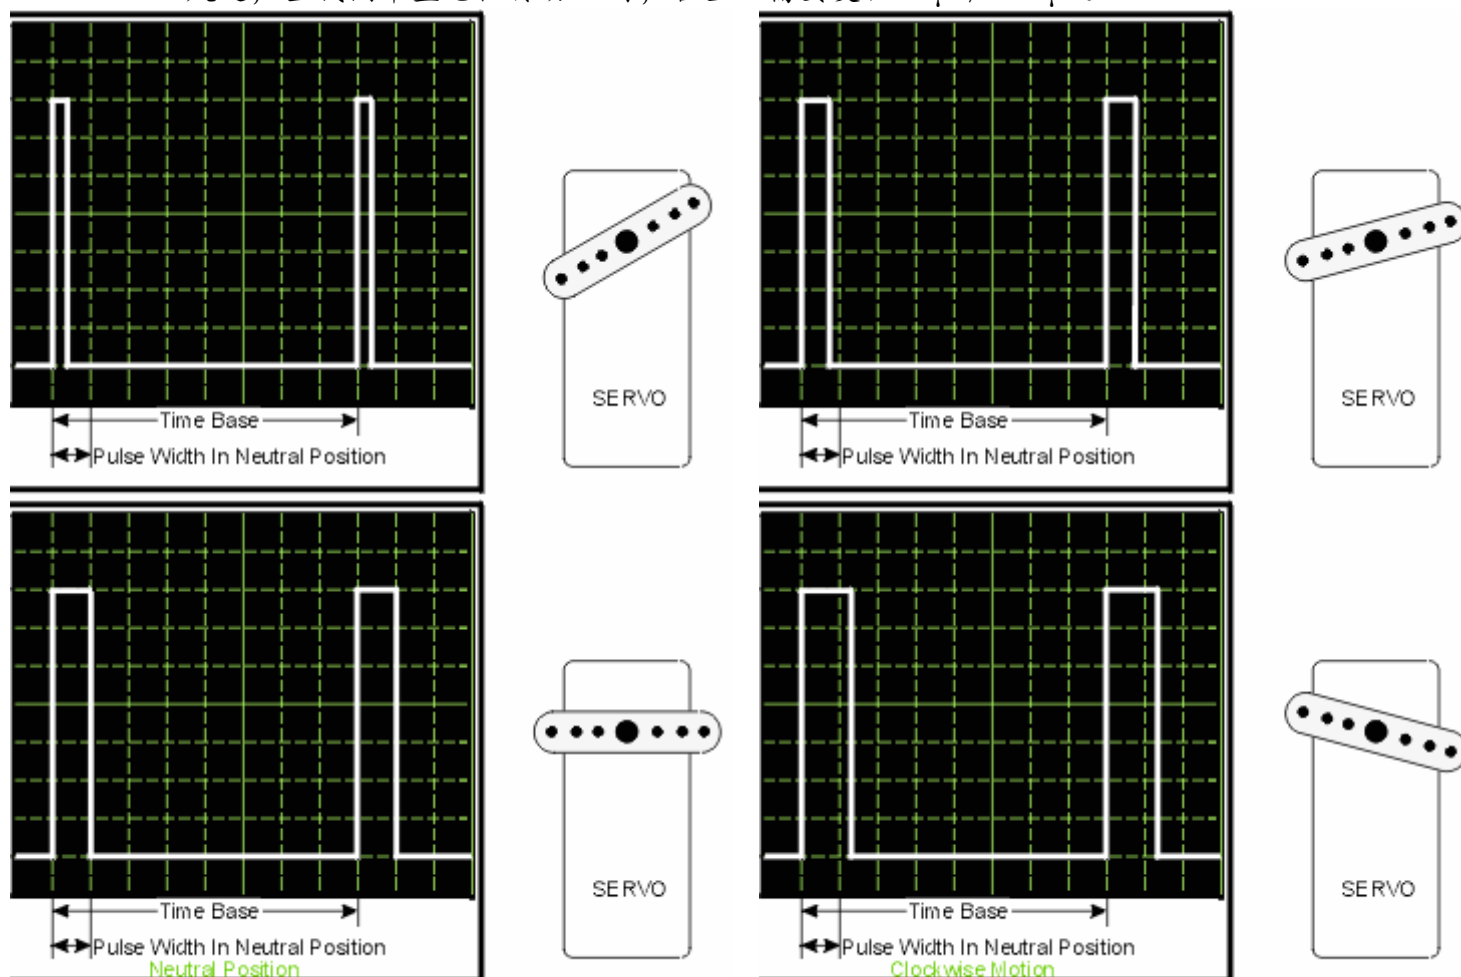 SERVO
Time Base
Pulse Width In Neutral Position
SERVO
Time Base
Pulse Width In Neutral Position
SERVO
Time Base
Pulse Width In Neutral Position
Neutral Position
SERVO
Time Base
Pulse Width In Neutral Position
Clockwise Motion